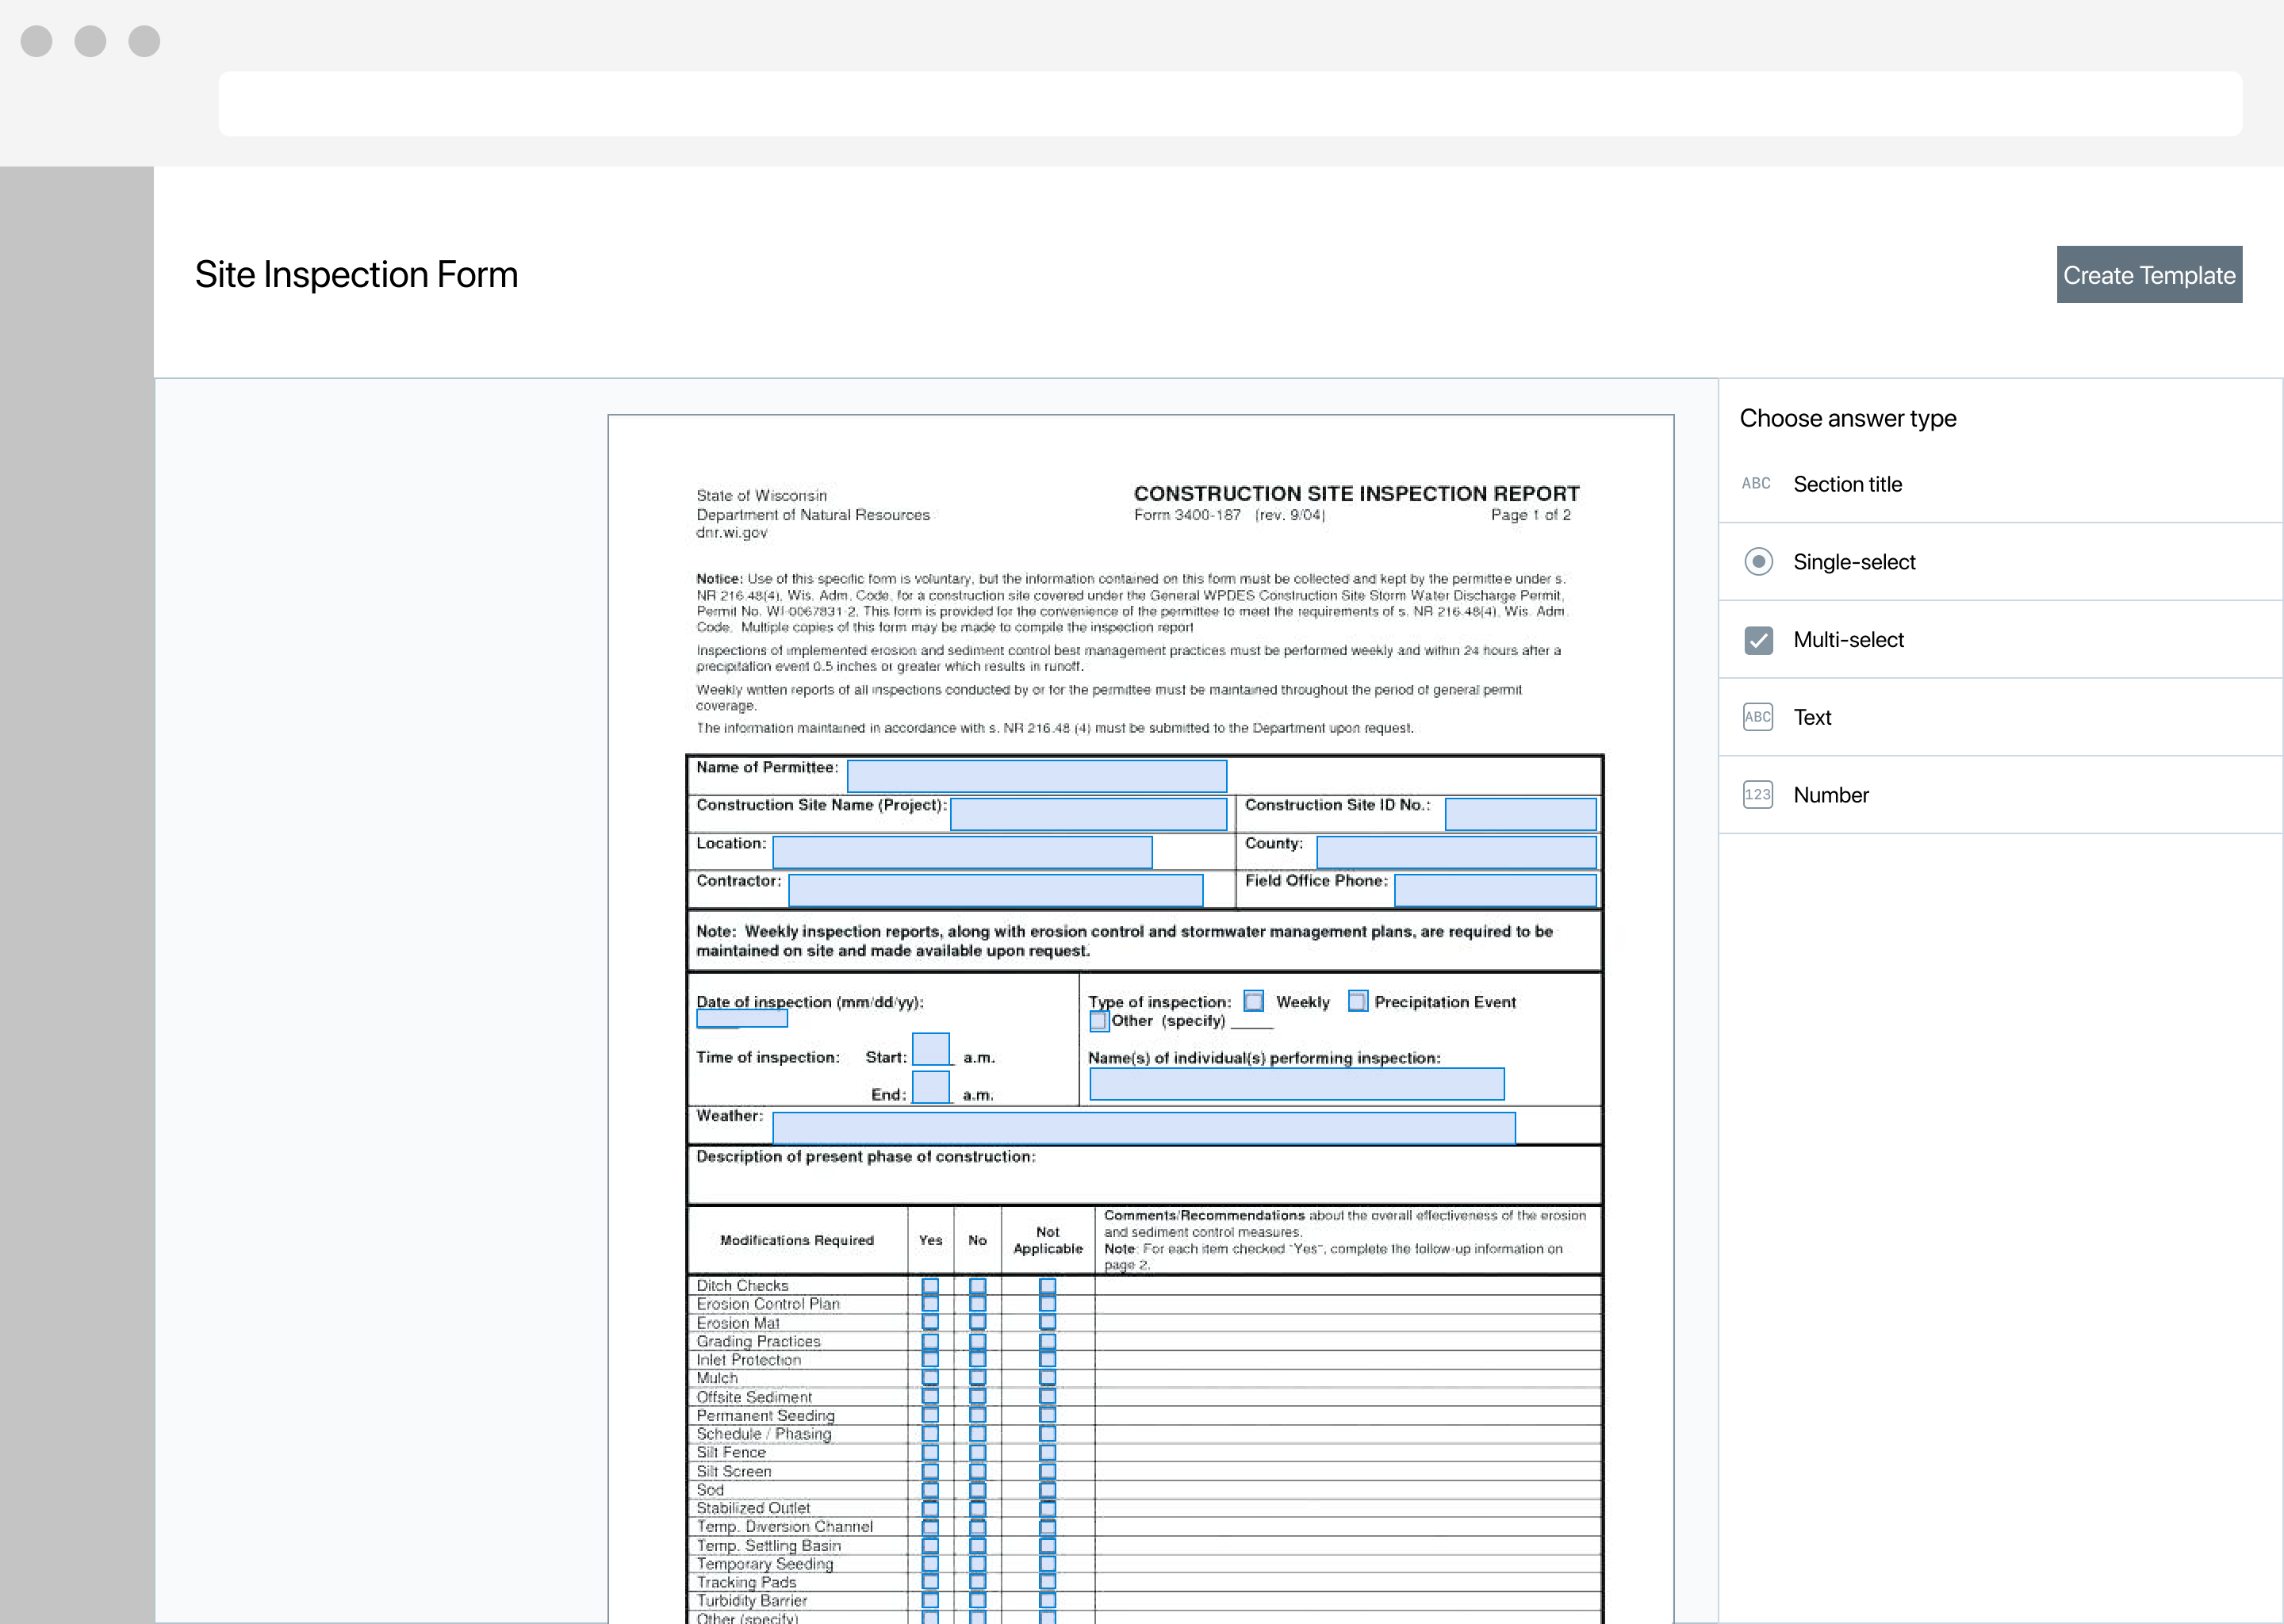 Site Inspection Form
Create Template
State of Wisconsin
Department of Natural Resources
dnr.wi.gov
CONSTRUCTION SITE INSPECTION REPORT
Form 3400-187 (rev. 9/04)
Page 1 of 2
Notice: Use of this specific form is voluntary, but the information contained on this form must be collected and kept by the permittee under s.
NR 216.48(4), Wis. Adm. Code, for a construction site covered under the General WPDES Construction Site Storm Water Discharge Permit,
Permit No. WI-0067831-2. This form is provided for the convenience of the permittee to meet the requirements of s. NR 216.48(4), Wis. Adm.
Code. Multiple copies of this form may be made to compile the inspection report
Inspections of implemented erosion and sediment control best management practices must be performed weekly and within 24 hours after a
precipitation event 0.5 inches or greater which results in runoff.
Weekly written reports of all inspections conducted by or for the permittee must be maintained throughout the period of general permit
coverage.
The information maintained in accordance with s. NR 216.48 (4) must be submitted to the Department upon request.
Name of Permittee:
Construction Site Name (Project):
Construction Site ID No.:
Location:
County:
Contractor:
Field Office Phone:
Note: Weekly inspection reports, along with erosion control and stormwater management plans, are required to be
maintained on site and made available upon request.
Date of inspection (mm/dd/yy):
Type of inspection: Weekly Precipitation Event
Other (specify)
Time of inspection: Start: a.m.
End: a.m.
Name(s) of individual(s) performing inspection:
Weather:
Description of present phase of construction:
Modifications Required
Yes
No
Not
Applicable
Comments/Recommendations about the overall effectiveness of the erosion
and sediment control measures.
Note: For each item checked "Yes", complete the follow-up information on
page 2.
Ditch Checks
Erosion Control Plan
Erosion Mat
Grading Practices
Inlet Protection
Mulch
Offsite Sediment
Permanent Seeding
Schedule / Phasing
Silt Fence
Silt Screen
Sod
Stabilized Outlet
Temp. Diversion Channel
Temp. Settling Basin
Temporary Seeding
Tracking Pads
Turbidity Barrier
Other (specify)
Choose answer type
ABC Section title
Single-select
Multi-select
ABC Text
123 Number